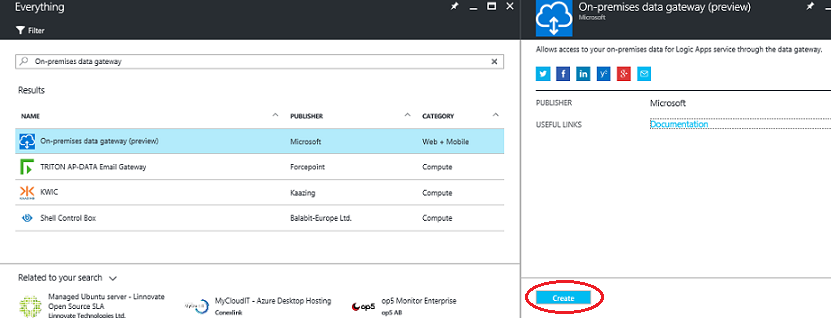 Everything
Filter
On-premises data gateway
Results
NAME PUBLISHER CATEGORY
On-premises data gateway (preview) Microsoft Web + Mobile
TRITON AP-DATA Email Gateway Forcepoint Compute
KWIC Kaazing Compute
Shell Control Box Balabit-Europe Ltd. Compute
Related to your search
Managed Ubuntu server - Linnovate
Open Source SLA
Linnovate Technologies Ltd.
MyCloudIT - Azure Desktop Hosting
Conexlink
op5
op5 Monitor Enterprise
op5 AB
On-premises data gateway (preview)
Microsoft
Allows access to your on-premises data for Logic Apps service through the data gateway.
PUBLISHER Microsoft
USEFUL LINKS Documentation
Create